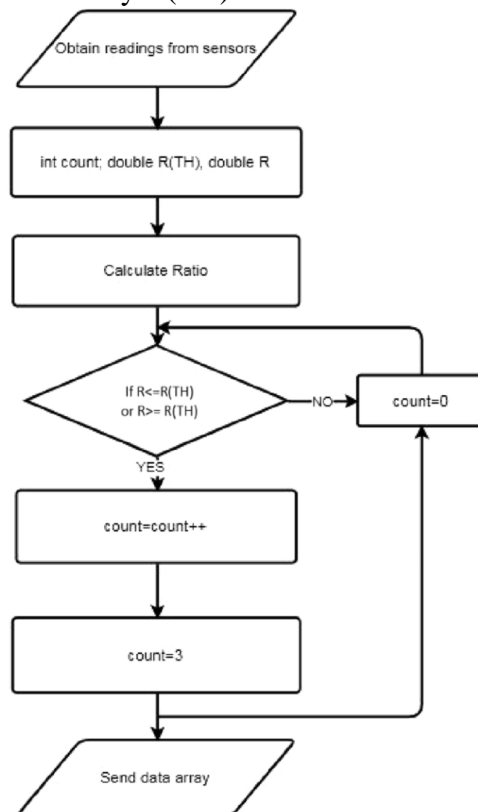 Obtain readings from sensors
int count; double R(TH), double R
Calculate Ratio
If R<=R(TH)
or R>= R(TH)
NO
count=0
YES
count=count++
count=3
Send data array